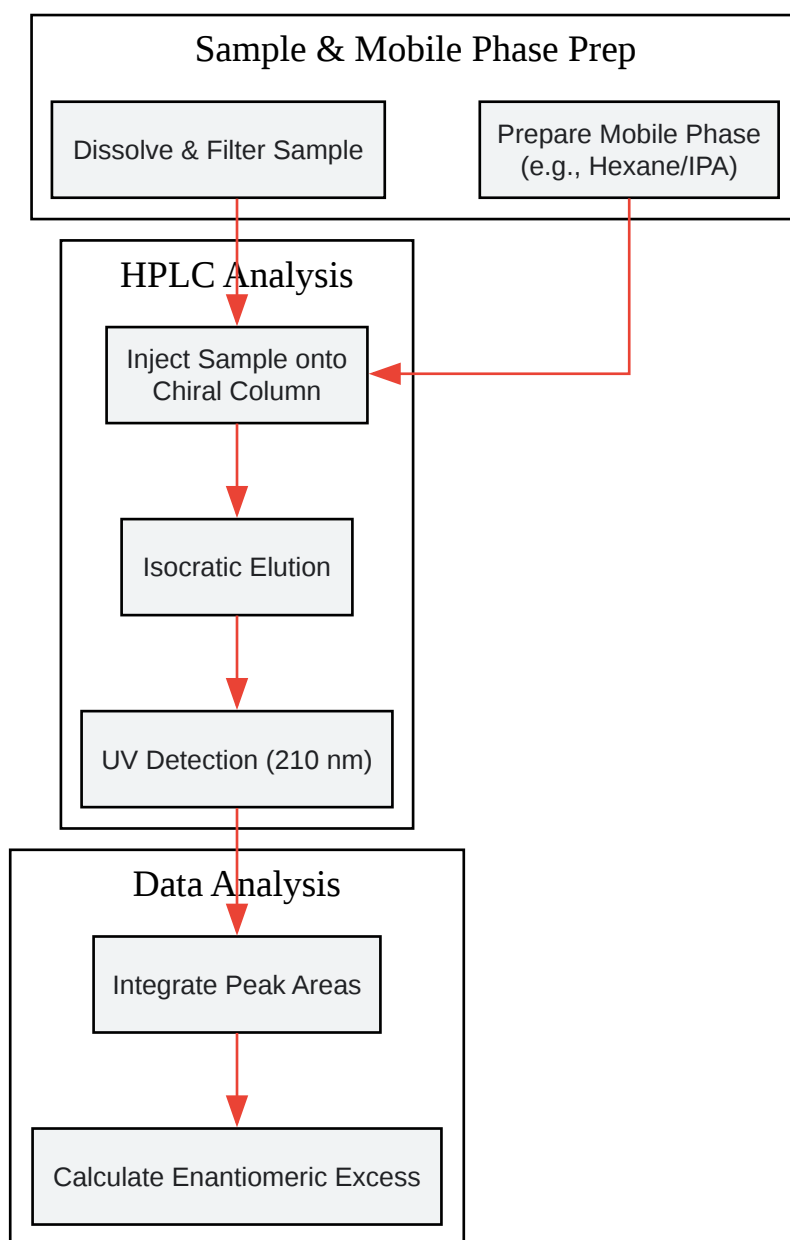 Sample & Mobile Phase Prep
Dissolve & Filter Sample
Prepare Mobile Phase
(e.g., Hexane/IPA)
HPLC Analysis
Inject Sample onto
Chiral Column
Isocratic Elution
UV Detection (210 nm)
Data Analysis
Integrate Peak Areas
Calculate Enantiomeric Excess